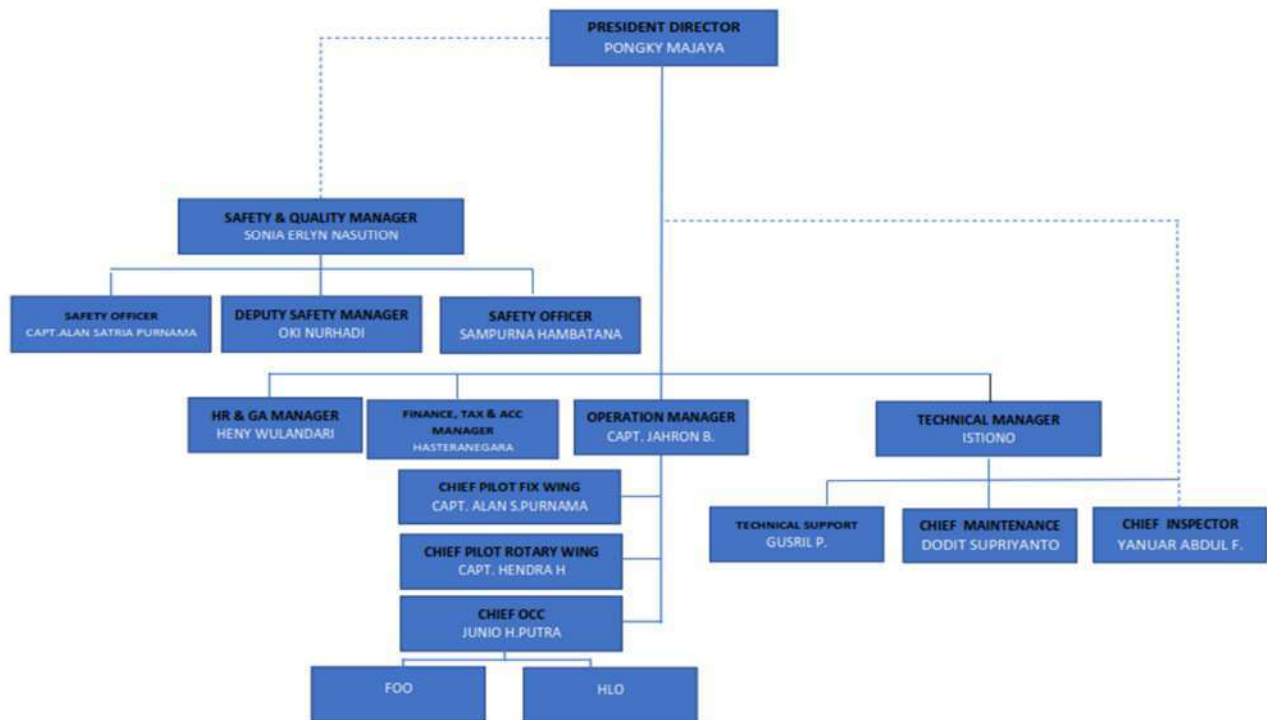 PRESIDENT DIRECTOR
PONGKY MAJAYA
SAFETY & QUALITY MANAGER
SONIA ERLYN NASUTION
SAFETY OFFICER
CAPT.ALAN SATRIA PURNAMA
DEPUTY SAFETY MANAGER
OKI NURHADI
SAFETY OFFICER
SAMPURNA HAMBATANA
HR & GA MANAGER
HENY WULANDARI
FINANCE, TAX & ACC
MANAGER
HASTERANEGARA
OPERATION MANAGER
CAPT. JAHRON B.
TECHNICAL MANAGER
ISTIONO
CHIEF PILOT FIX WING
CAPT. ALAN S.PURNAMA
CHIEF PILOT ROTARY WING
CAPT. HENDRA H
CHIEF OCC
JUNIO H.PUTRA
FOO
HLO
TECHNICAL SUPPORT
GUSRIL P.
CHIEF MAINTENANCE
DODIT SUPRIYANTO
CHIEF INSPECTOR
YANUAR ABDUL F.